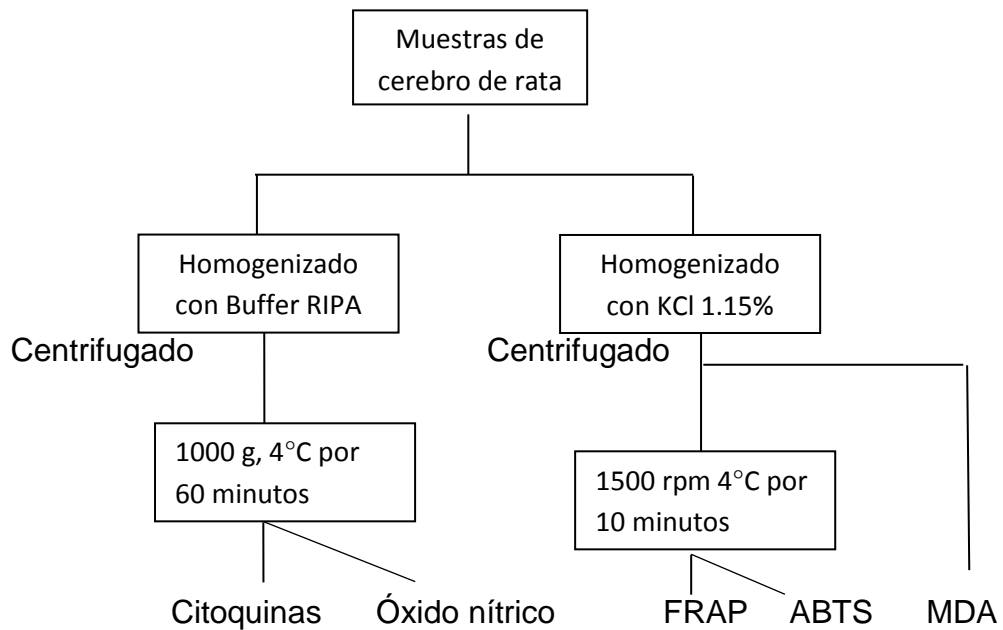 Muestras de
cerebro de rata
Homogenizado
con Buffer RIPA
Homogenizado
con KCl 1.15%
Centrifugado
Centrifugado
1000 g, 4°C por
60 minutos
1500 rpm 4°C por
10 minutos
Citoquinas
Óxido nítrico
FRAP
ABTS
MDA